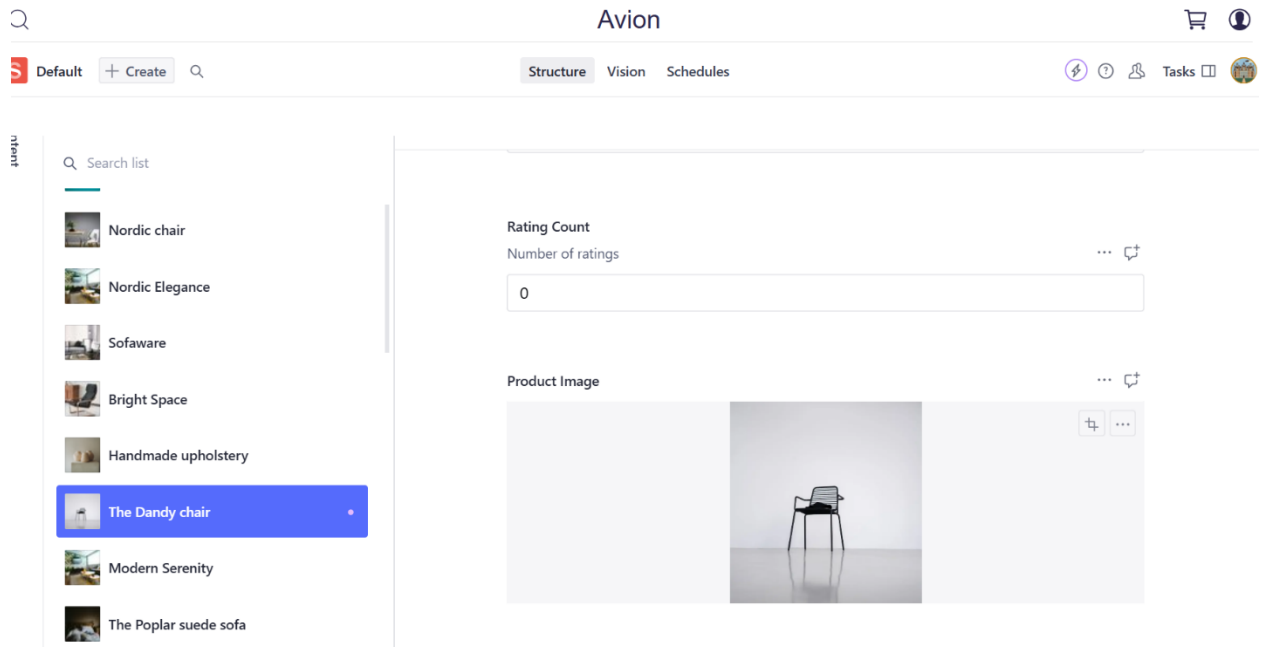 Avion
S Default + Create Structure Vision Schedules Tasks
Search list
Nordic chair
Nordic Elegance
Sofaware
Bright Space
Handmade upholstery
The Dandy chair
Modern Serenity
The Poplar suede sofa
Rating Count
Number of ratings
0
Product Image